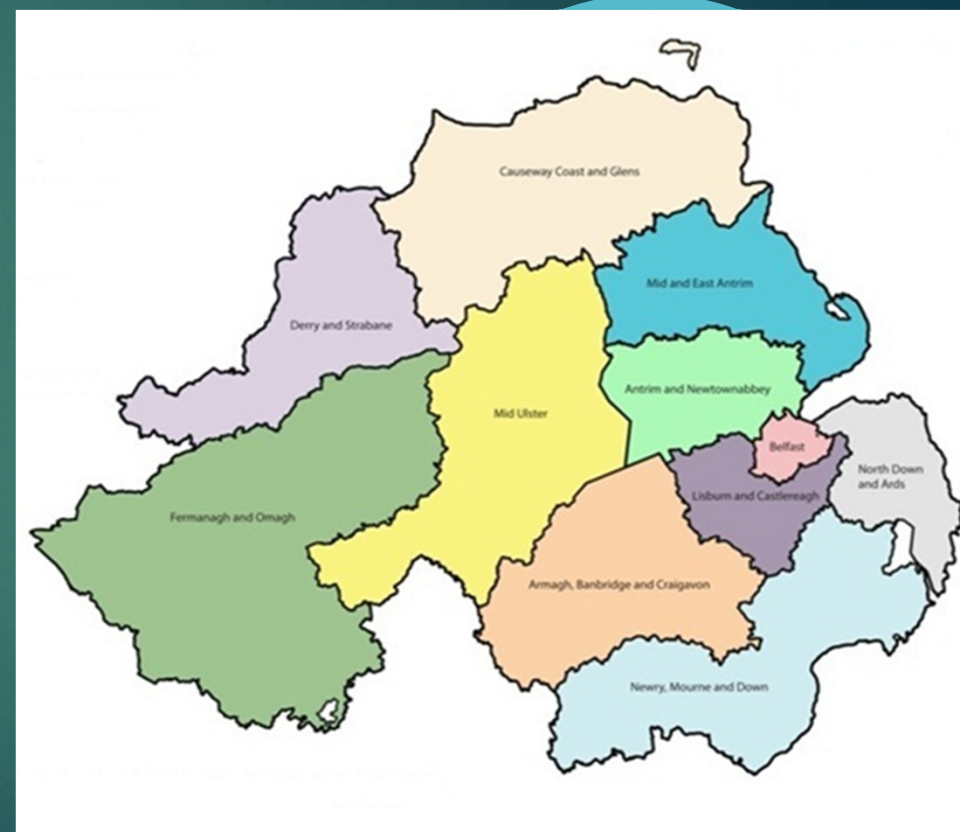 Causeway Coast and Glens
Mid and East Antrim
Derry and Strabane
Antrim and Newtownabbey
Mid Ulster
Belfast
North Down
and Ards
Lisburn and Castlereagh
Fermanagh and Omagh
Armagh, Banbridge and Craigavon
Newry, Mourne and Down